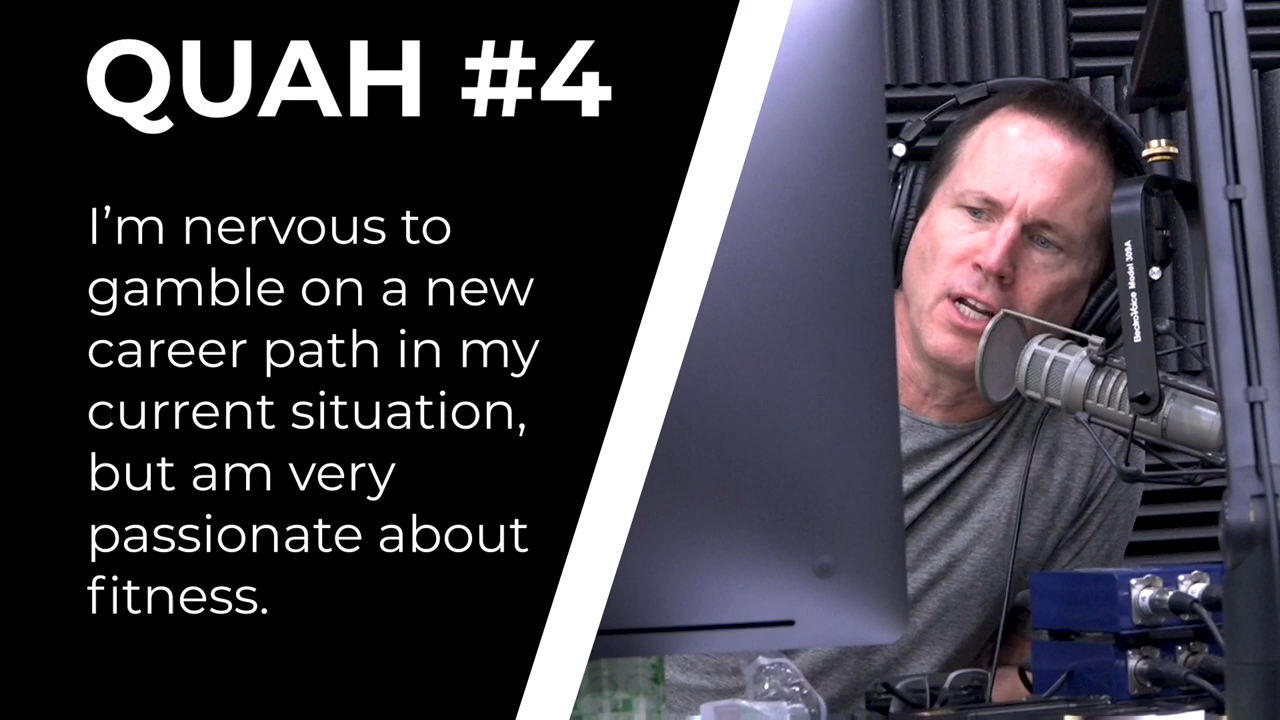 QUAH #4
I’m nervous to
gamble on a new
career path in my
current situation,
but am very
passionate about
fitness.
ElectroVoice Model 309A